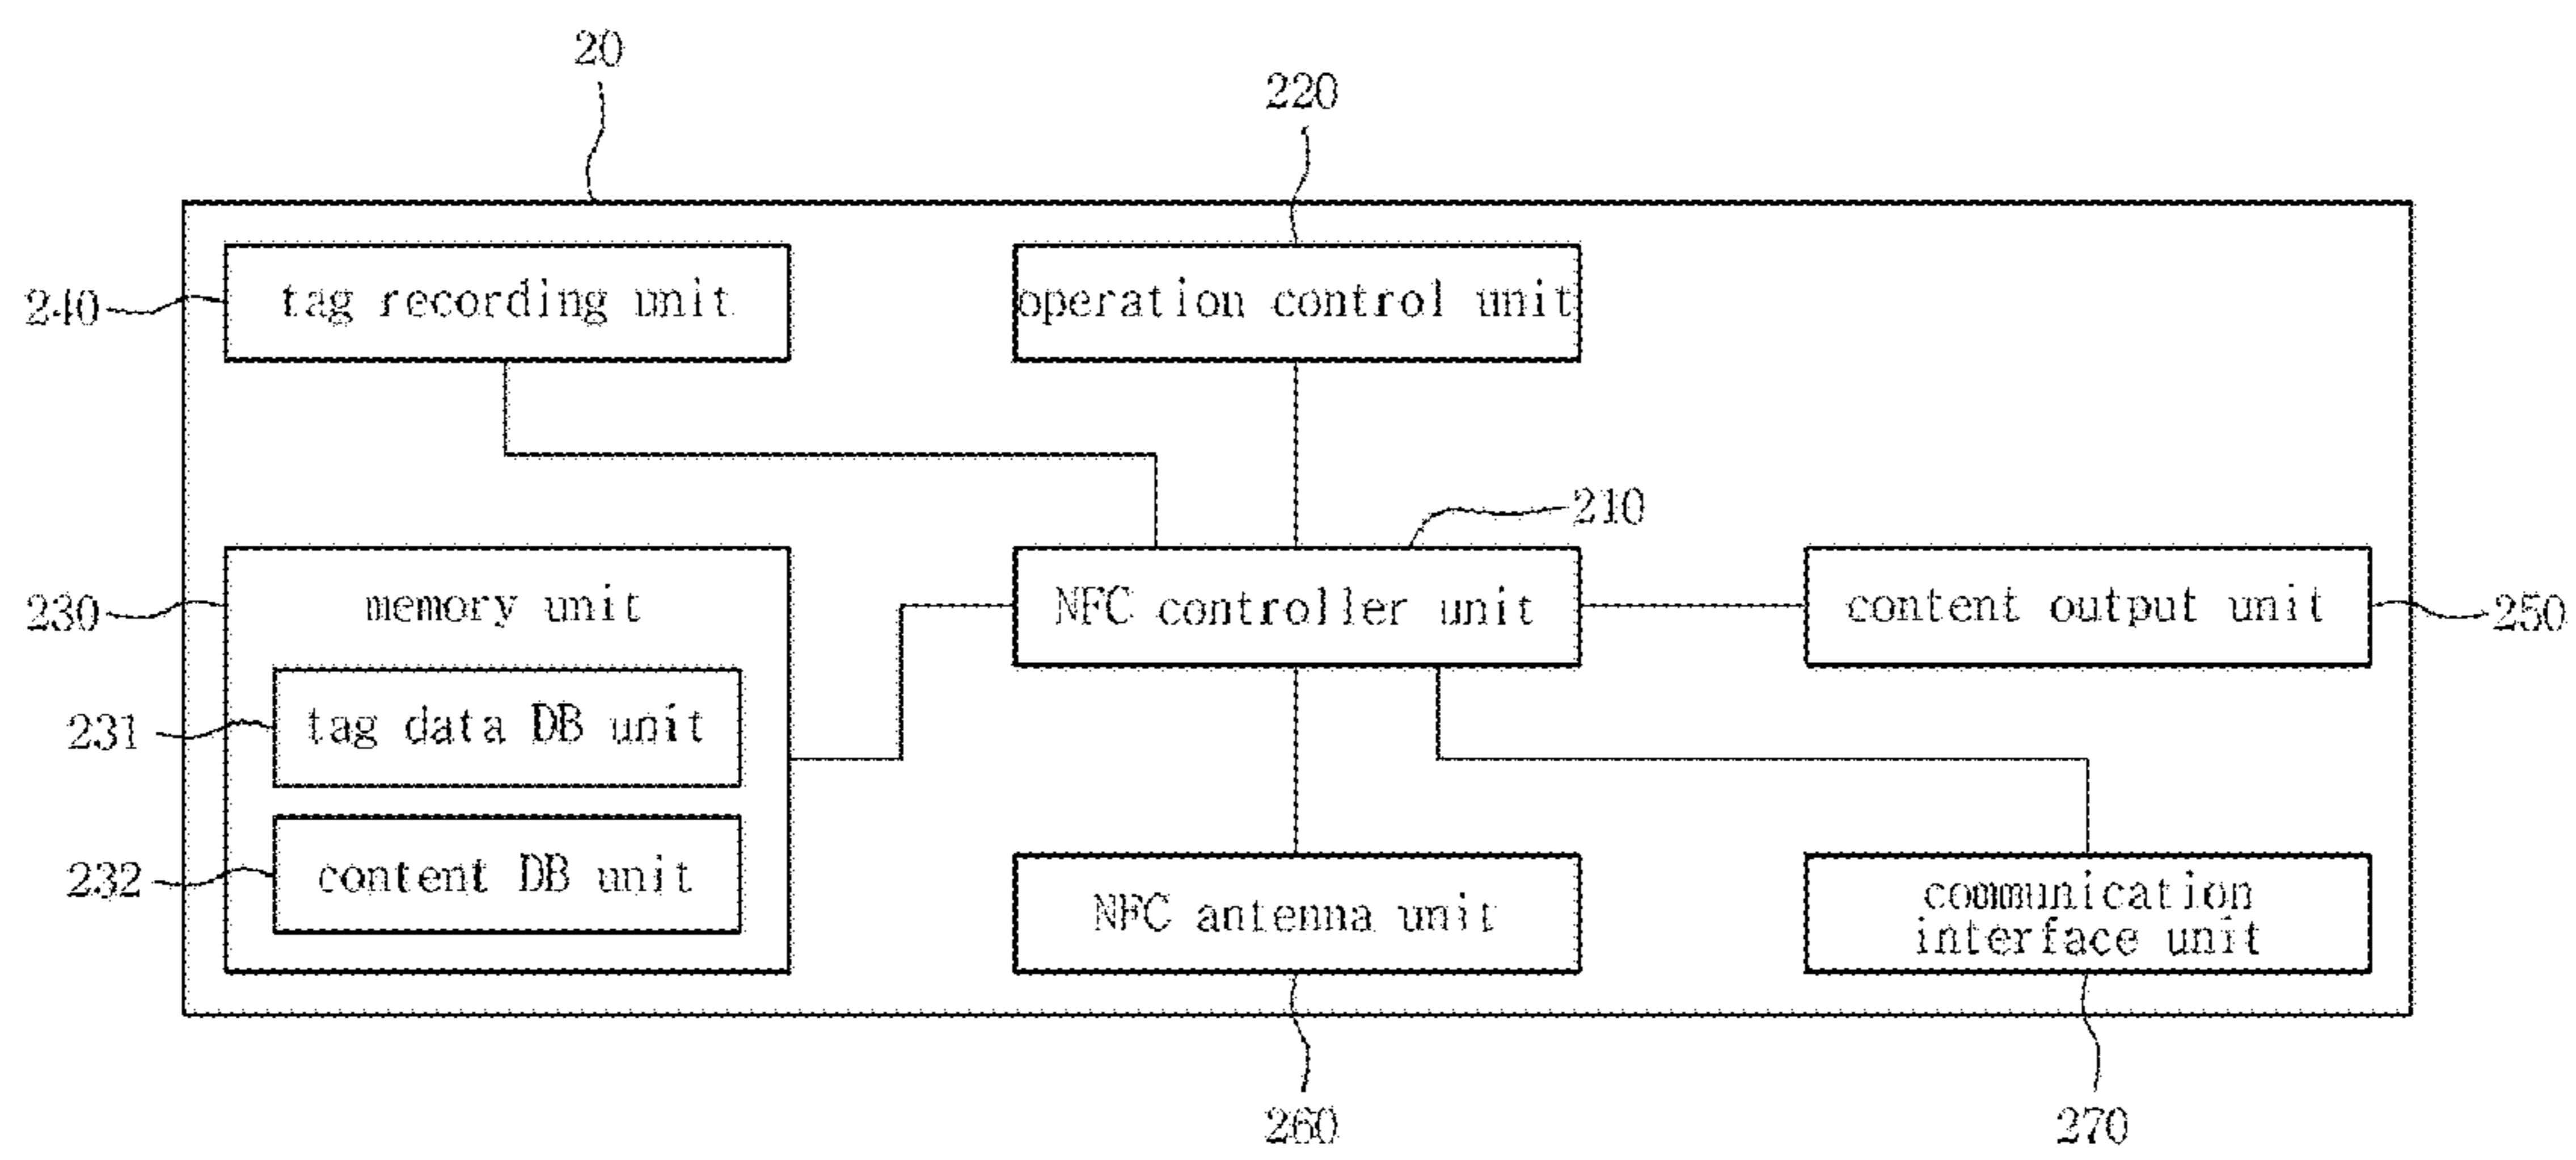 20
220
240
tag recording unit
operation control unit
210
230
memory unit
NFC controller unit
content output unit
250
231
tag data DB unit
232
content DB unit
NFC antenna unit
communication
interface unit
260
270